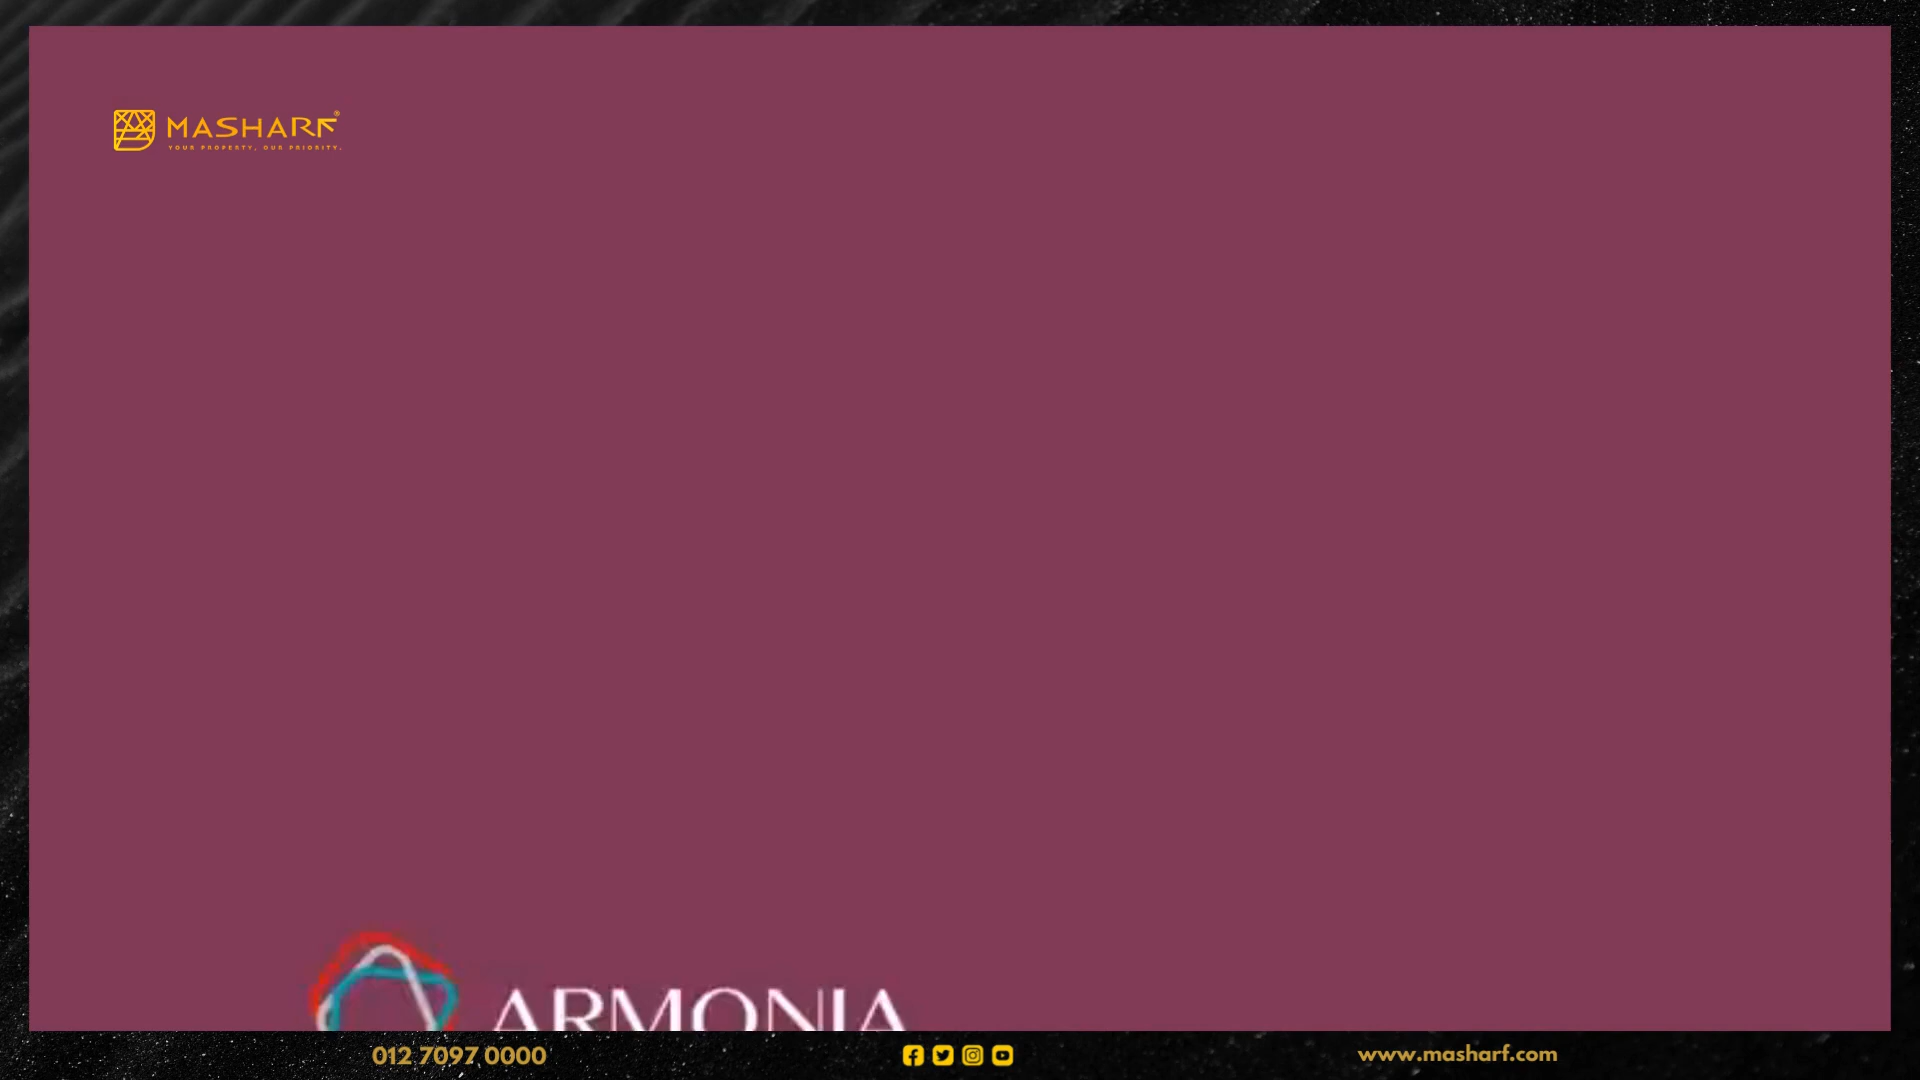 MASHARF
YOUR PROPERTY, OUR PRIORITY.
ARMONIA
012 7097 0000
www.masharf.com